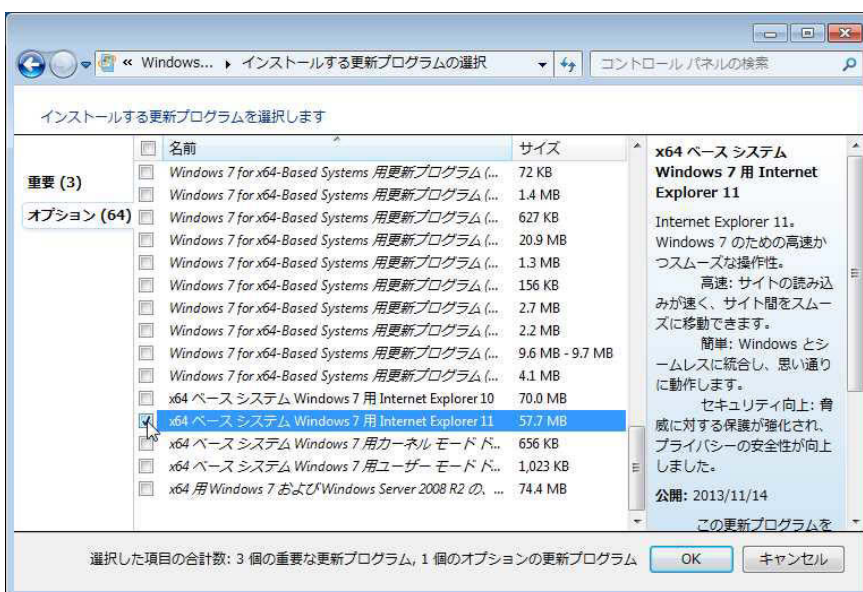 « Windows... ▸ インストールする更新プログラムの選択
コントロール パネルの検索
インストールする更新プログラムを選択します
名前 サイズ
重要 (3)
オプション (64)
Windows 7 for x64-Based Systems 用更新プログラム (... 72 KB
Windows 7 for x64-Based Systems 用更新プログラム (... 1.4 MB
Windows 7 for x64-Based Systems 用更新プログラム (... 627 KB
Windows 7 for x64-Based Systems 用更新プログラム (... 20.9 MB
Windows 7 for x64-Based Systems 用更新プログラム (... 1.3 MB
Windows 7 for x64-Based Systems 用更新プログラム (... 156 KB
Windows 7 for x64-Based Systems 用更新プログラム (... 2.7 MB
Windows 7 for x64-Based Systems 用更新プログラム (... 2.2 MB
Windows 7 for x64-Based Systems 用更新プログラム (... 9.6 MB - 9.7 MB
Windows 7 for x64-Based Systems 用更新プログラム (... 4.1 MB
x64 ベース システム Windows 7 用 Internet Explorer 10 70.0 MB
x64 ベース システム Windows 7 用 Internet Explorer 11 57.7 MB
x64 ベース システム Windows 7 用カーネル モード ド... 656 KB
x64 ベース システム Windows 7 用ユーザー モード ド... 1,023 KB
x64 用 Windows 7 および Windows Server 2008 R2 の、... 74.4 MB
x64 ベース システム
Windows 7 用 Internet
Explorer 11
Internet Explorer 11。
Windows 7 のための高速か
つスムーズな操作性。
高速: サイトの読み込
みが速く、サイト間をスムー
ズに移動できます。
簡単: Windows とシ
ームレスに統合し、思い通り
に動作します。
セキュリティ向上: 脅
威に対する保護が強化され、
プライバシーの安全性が向上
しました。
公開: 2013/11/14
この更新プログラムを
選択した項目の合計数: 3 個の重要な更新プログラム, 1 個のオプションの更新プログラム
OK
キャンセル